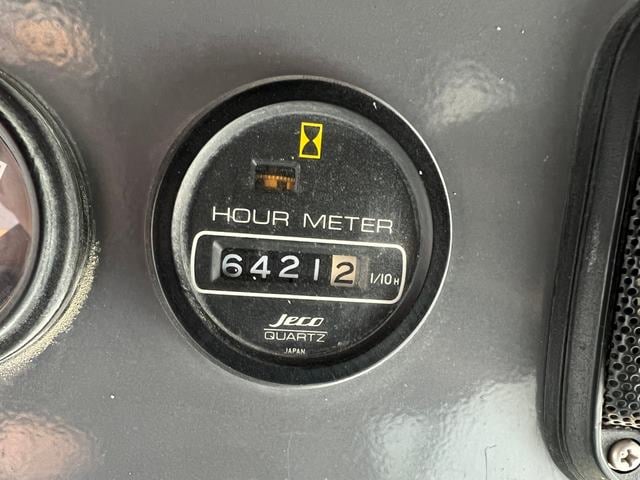 HOUR METER
64212 1/10H
Jeco
QUARTZ
JAPAN